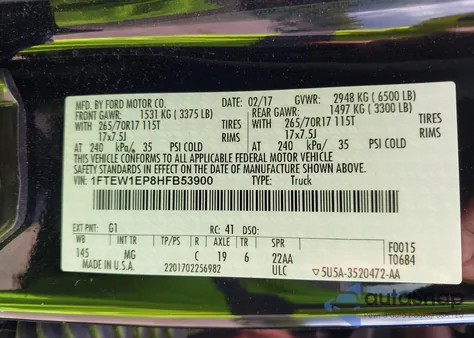 MFD. BY FORD MOTOR CO. 02/17 GVWR: 2948 KG ( 6500 LB)
FRONT GAWR: 1531 KG ( 3375 LB) REAR GAWR: 1497 KG ( 3300 LB)
WITH WITH
265/70R17 115T TIRES 265/70R17 115T TIRES
17x7.5J RIMS 17x7.5J RIMS
AT 240 kPa/ 35 PSI COLD AT 240 kPa/ 35 PSI COLD
THIS VEHICLE CONFORMS TO ALL APPLICABLE FEDERAL MOTOR VEHICLE
SAFETY STANDARDS IN EFFECT ON THE DATE OF MANUFACTURE SHOWN ABOVE.
VIN: 1FTEW1EP8HFB53900 TYPE: Truck
EXT PNT: G1 RC: 41 DSO:
WB INT TR TP/PS R AXLE TR SPR
145 MG C 19 6 22AA
F0015
T0684
MADE IN U.S.A. 2201702256982 ULC 5U5A-3520472-AA
autosnap